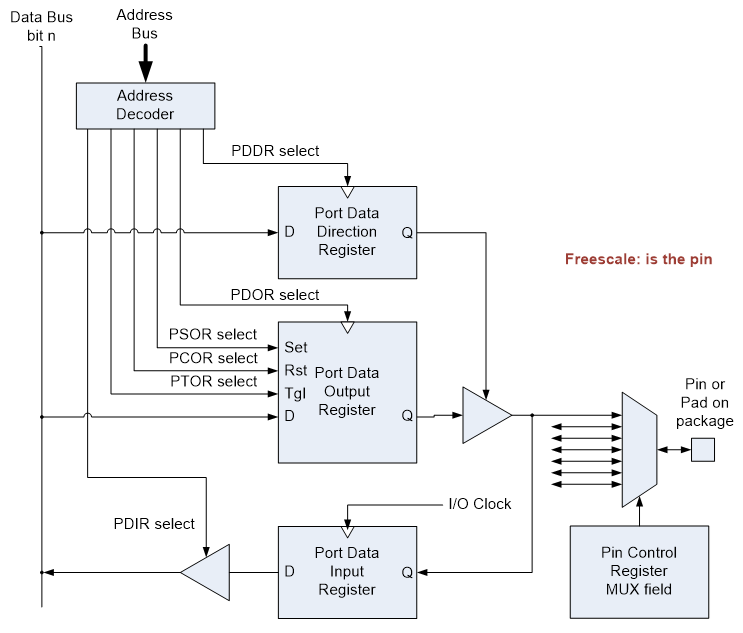 Data Bus
bit n
Address
Bus
Address
Decoder
PDDR select
Port Data
Direction
Register
D
Q
Freescale: is the pin
PDOR select
PSOR select
PCOR select
PTOR select
Set
Rst
Tgl
D
Port Data
Output
Register
Q
Pin or
Pad on
package
I/O Clock
PDIR select
Port Data
Input
Register
D
Q
Pin Control
Register
MUX field